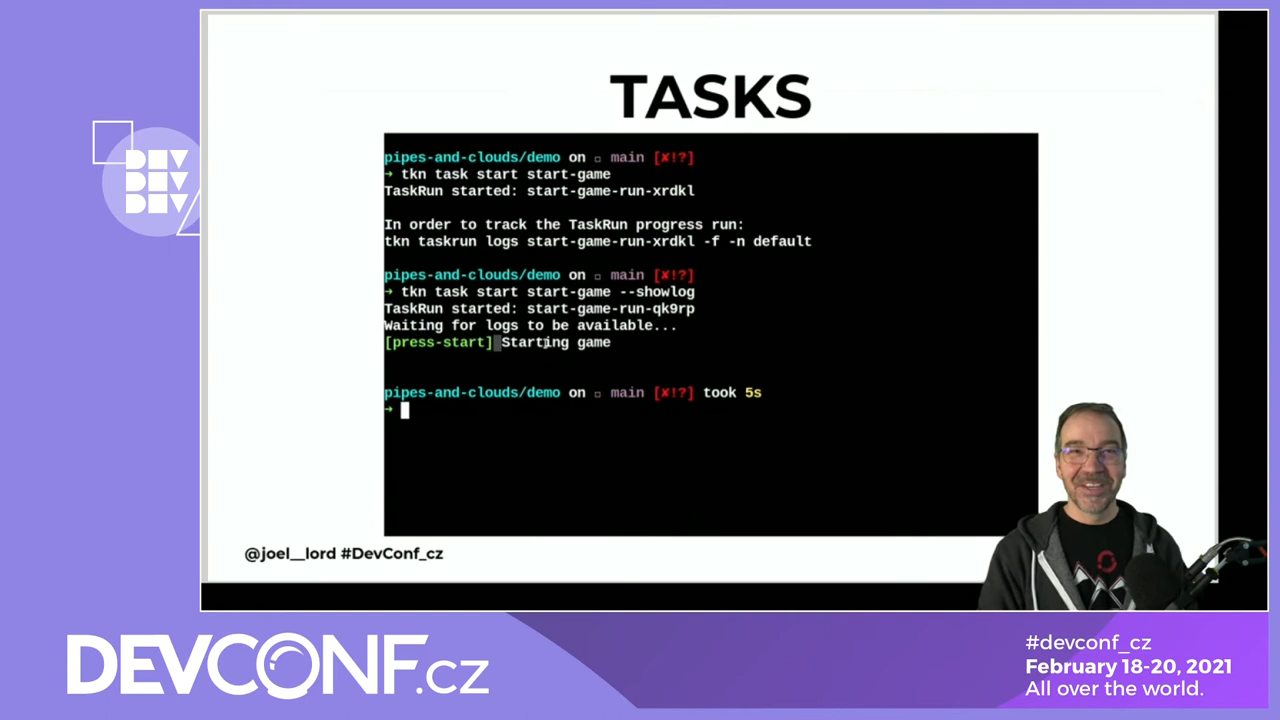 TASKS
DEV
DEV
pipes-and-clouds/demo on main [✘!?]
➜ tkn task start start-game
TaskRun started: start-game-run-xrdkl
In order to track the TaskRun progress run:
tkn taskrun logs start-game-run-xrdkl -f -n default
pipes-and-clouds/demo on main [✘!?]
➜ tkn task start start-game --showlog
TaskRun started: start-game-run-qk9rp
Waiting for logs to be available...
[press-start] Starting game
pipes-and-clouds/demo on main [✘!?] took 5s
➜
@joel__lord #DevConf_cz
DEVCONF.cz
#devconf_cz
February 18-20, 2021
All over the world.